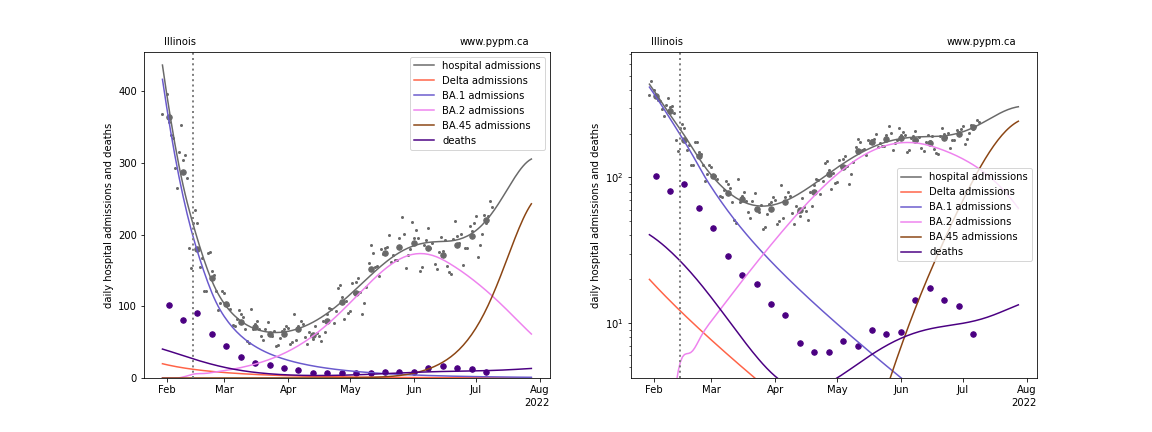 Illinois
www.pypm.ca
daily hospital admissions and deaths
400
300
200
100
0
hospital admissions
Delta admissions
BA.1 admissions
BA.2 admissions
BA.45 admissions
deaths
Feb
Mar
Apr
May
Jun
Jul
Aug
2022
Illinois
www.pypm.ca
daily hospital admissions and deaths
10²
10¹
hospital admissions
Delta admissions
BA.1 admissions
BA.2 admissions
BA.45 admissions
deaths
Feb
Mar
Apr
May
Jun
Jul
Aug
2022